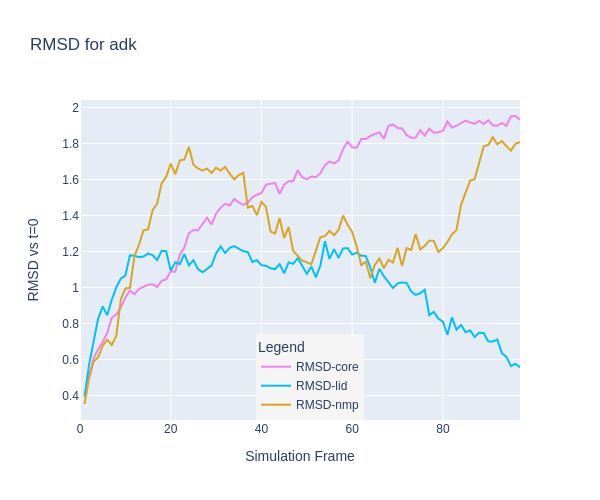 RMSD for adk
2
1.8
1.6
1.4
1.2
1
0.8
0.6
0.4
RMSD vs t=0
0 20 40 60 80
Simulation Frame
Legend
RMSD-core
RMSD-lid
RMSD-nmp